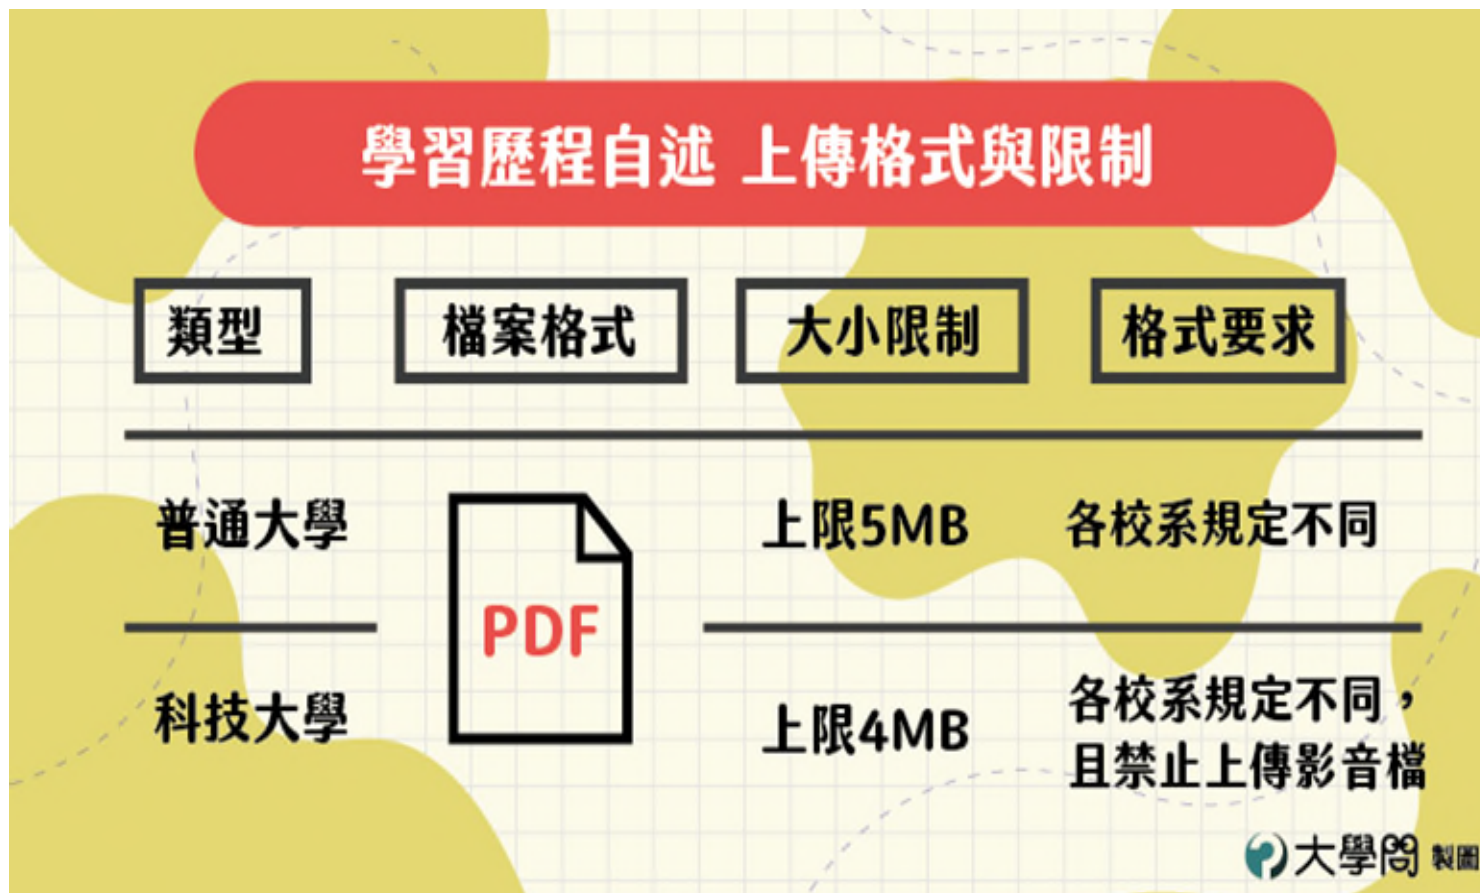 學習歷程自述 上傳格式與限制
類型 檔案格式 大小限制 格式要求
普通大學 上限5MB 各校系規定不同
PDF
科技大學 上限4MB 各校系規定不同，
且禁止上傳影音檔
大學問 製圖